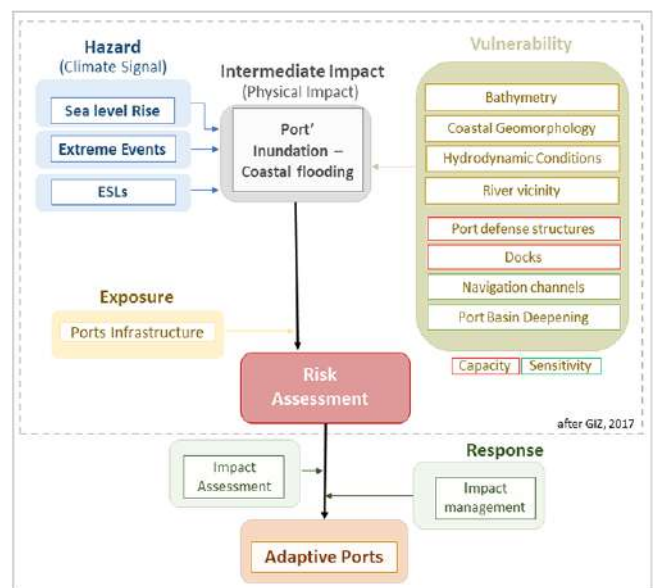 Hazard
(Climate Signal)
Sea level Rise
Extreme Events
ESLs
Intermediate Impact
(Physical Impact)
Port'
Inundation –
Coastal flooding
Vulnerability
Bathymetry
Coastal Geomorphology
Hydrodynamic Conditions
River vicinity
Port defense structures
Docks
Navigation channels
Port Basin Deepening
Capacity
Sensitivity
Exposure
Ports Infrastructure
Risk
Assessment
after GIZ, 2017
Impact
Assessment
Response
Impact
management
Adaptive Ports